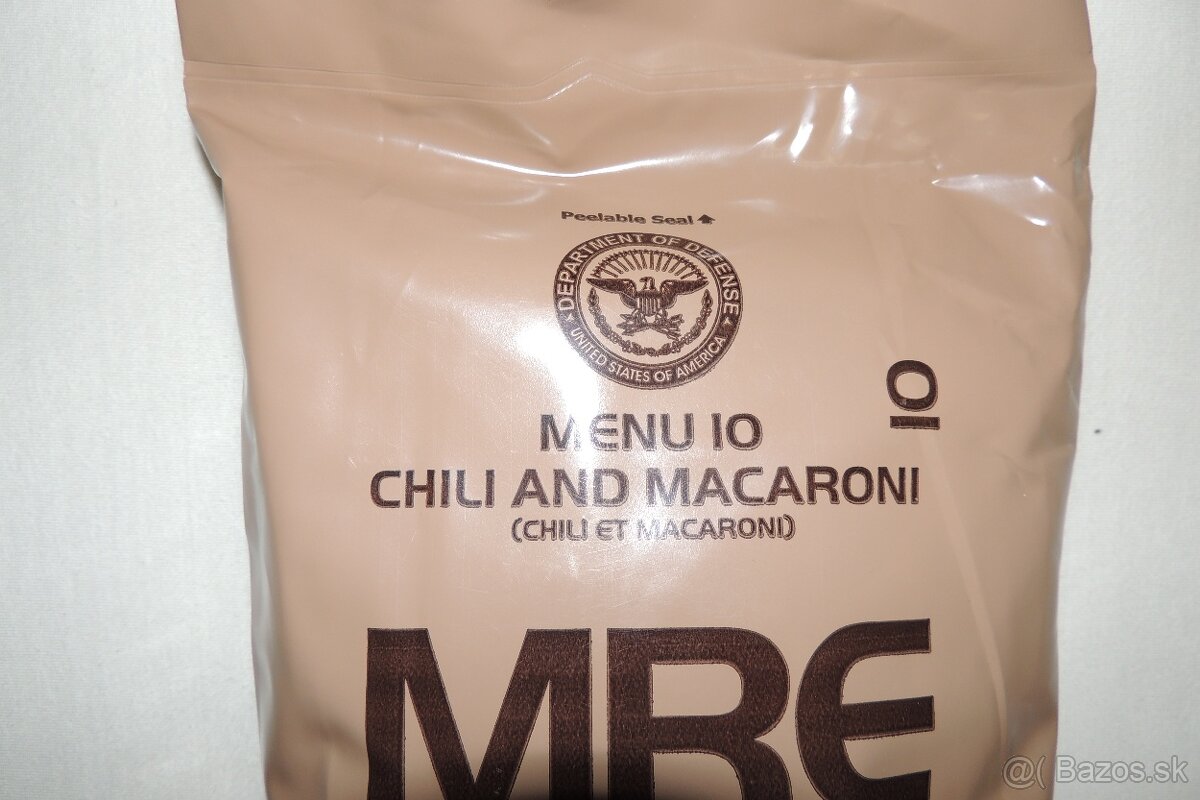 Peelable Seal
DEPARTMENT OF DEFENSE
UNITED STATES OF AMERICA
10
MENU 10
CHILI AND MACARONI
(CHILI ET MACARONI)
MRE
@( Bazos.sk